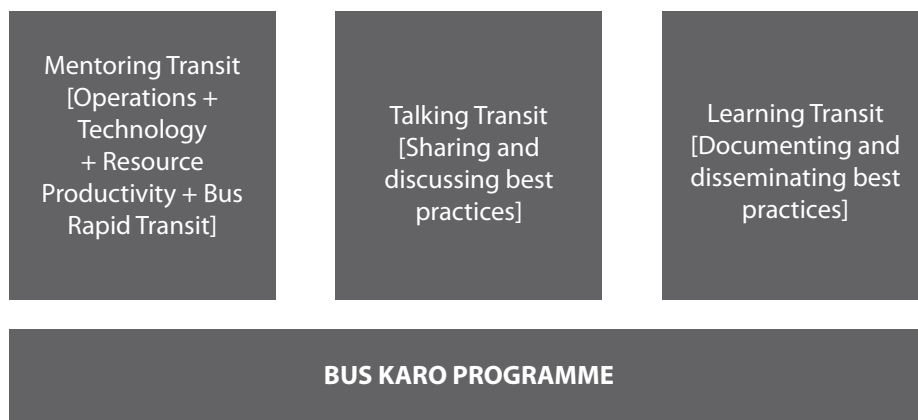 Mentoring Transit
[Operations +
Technology
+ Resource
Productivity + Bus
Rapid Transit]
Talking Transit
[Sharing and
discussing best
practices]
Learning Transit
[Documenting and
disseminating best
practices]
BUS KARO PROGRAMME